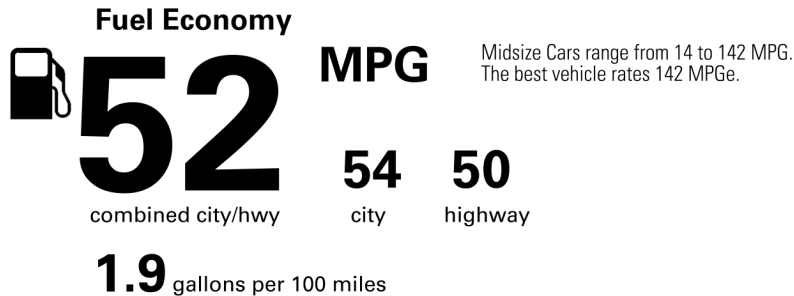 Fuel Economy
52
MPG
Midsize Cars range from 14 to 142 MPG.
The best vehicle rates 142 MPGe.
combined city/hwy
54
city
50
highway
1.9 gallons per 100 miles